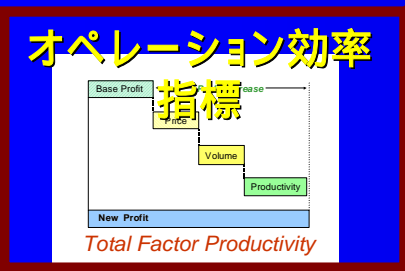 オペレーション効率
指標
Base Profit
Price
Volume
Productivity
New Profit
Total Factor Productivity